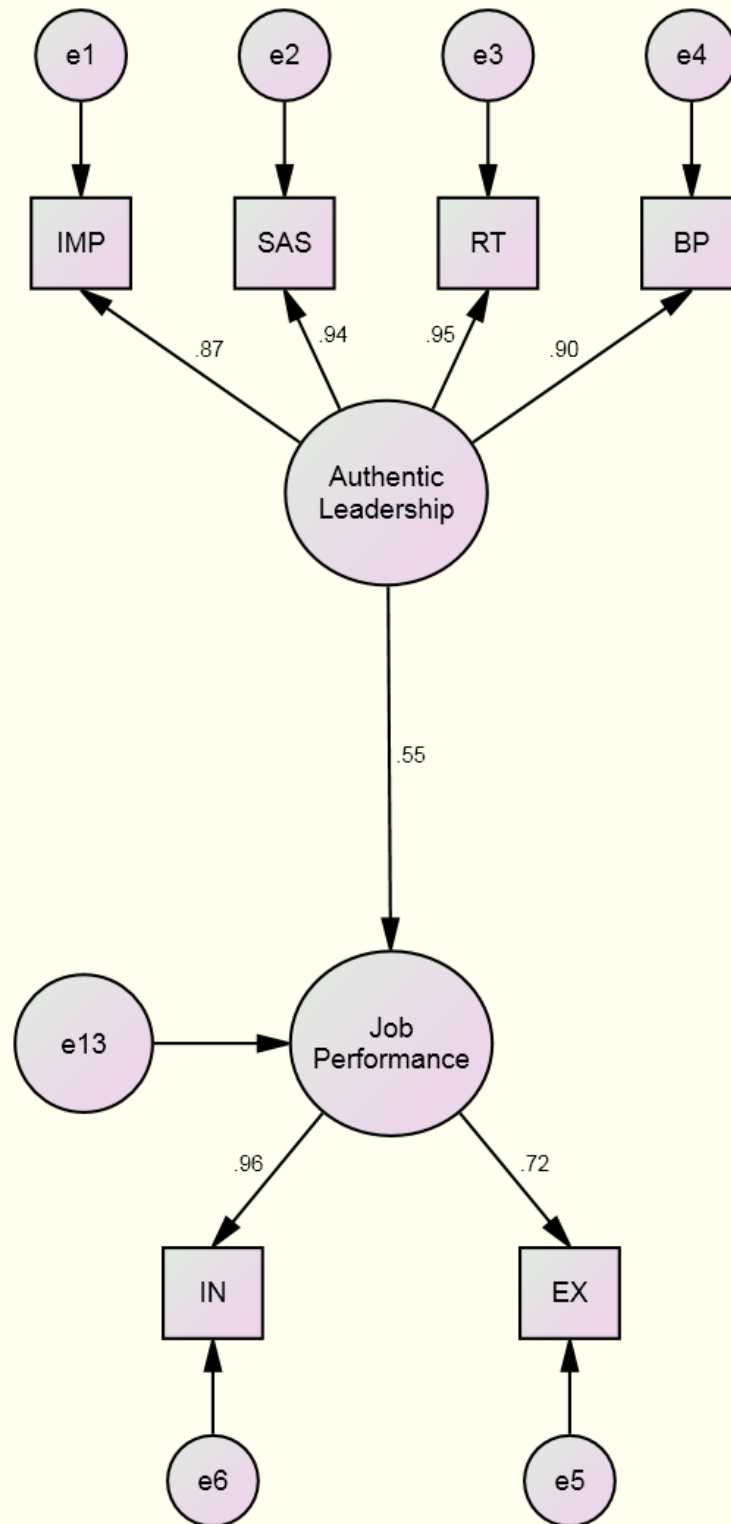 e1 e2 e3 e4
IMP SAS RT BP
.87 .94 .95 .90
Authentic
Leadership
.55
e13
Job
Performance
.96 .72
IN EX
e6 e5